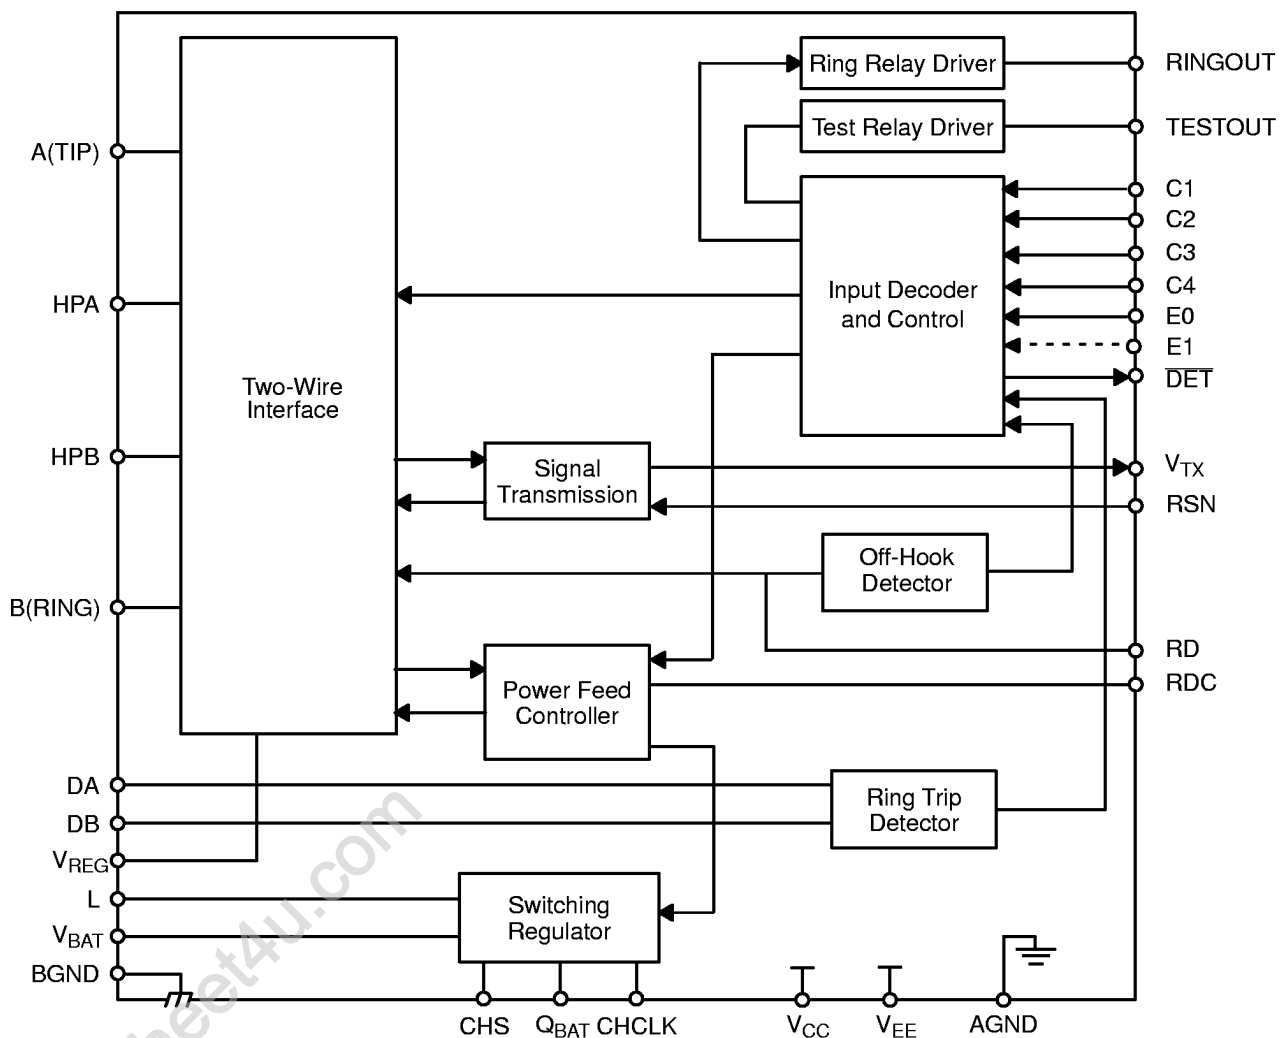 Ring Relay Driver
RINGOUT
Test Relay Driver
TESTOUT
A(TIP)
C1
C2
C3
C4
E0
E1
DET
Input Decoder
and Control
HPA
Two-Wire
Interface
HPB
Signal
Transmission
VTX
RSN
Off-Hook
Detector
B(RING)
RD
RDC
Power Feed
Controller
DA
DB
Ring Trip
Detector
VREG
L
Switching
Regulator
VBAT
BGND
CHS
QBAT
CHCLK
VCC
VEE
AGND
heet4u.com